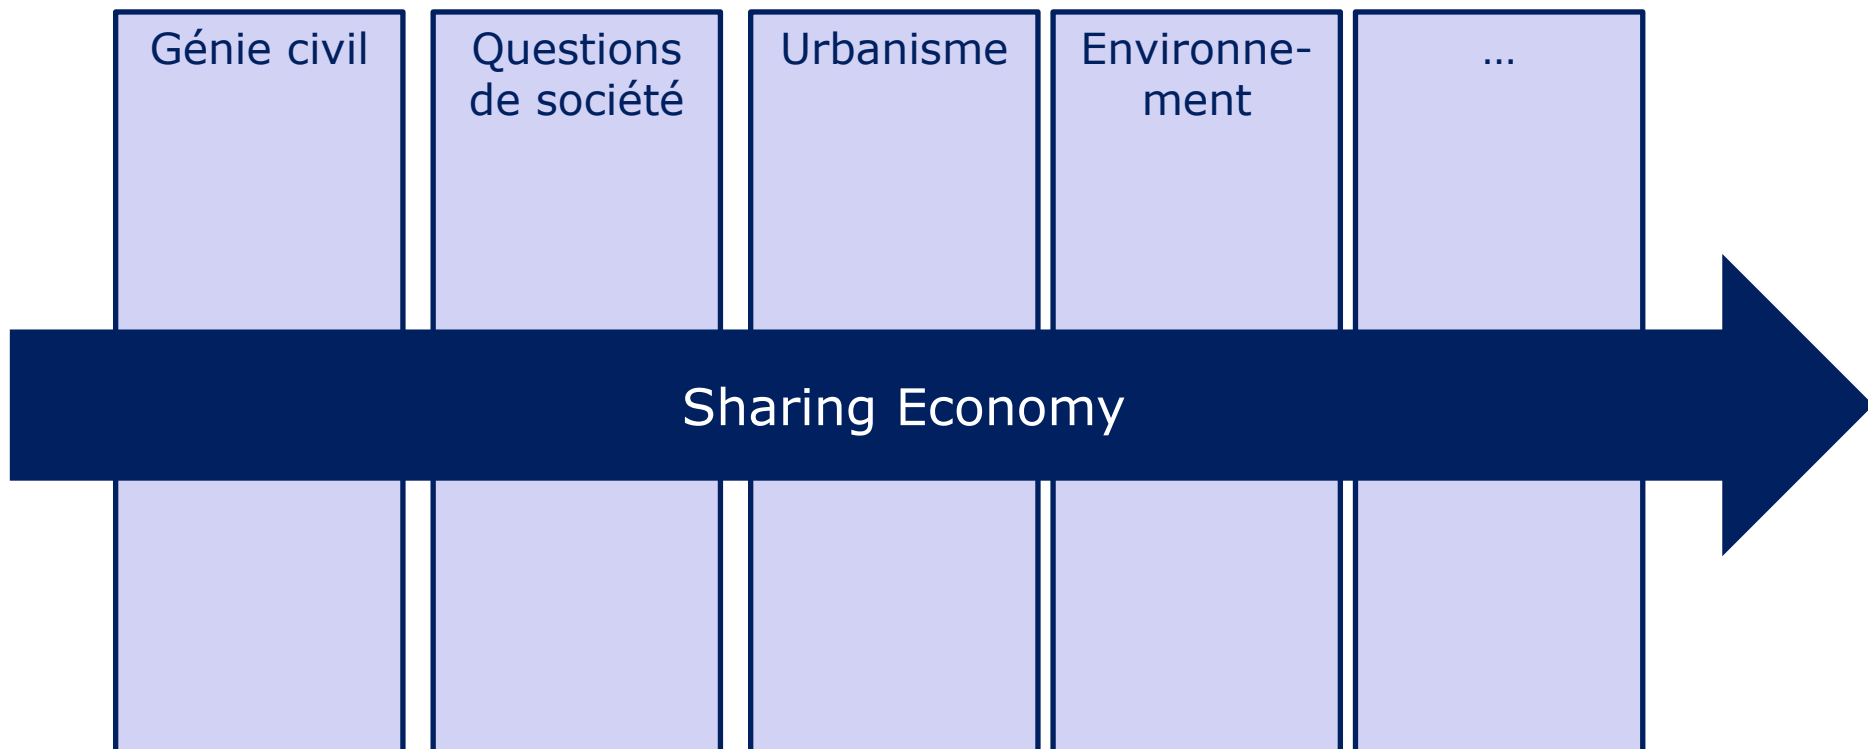 Génie civil
Questions
de société
Urbanisme
Environne-
ment
...
Sharing Economy